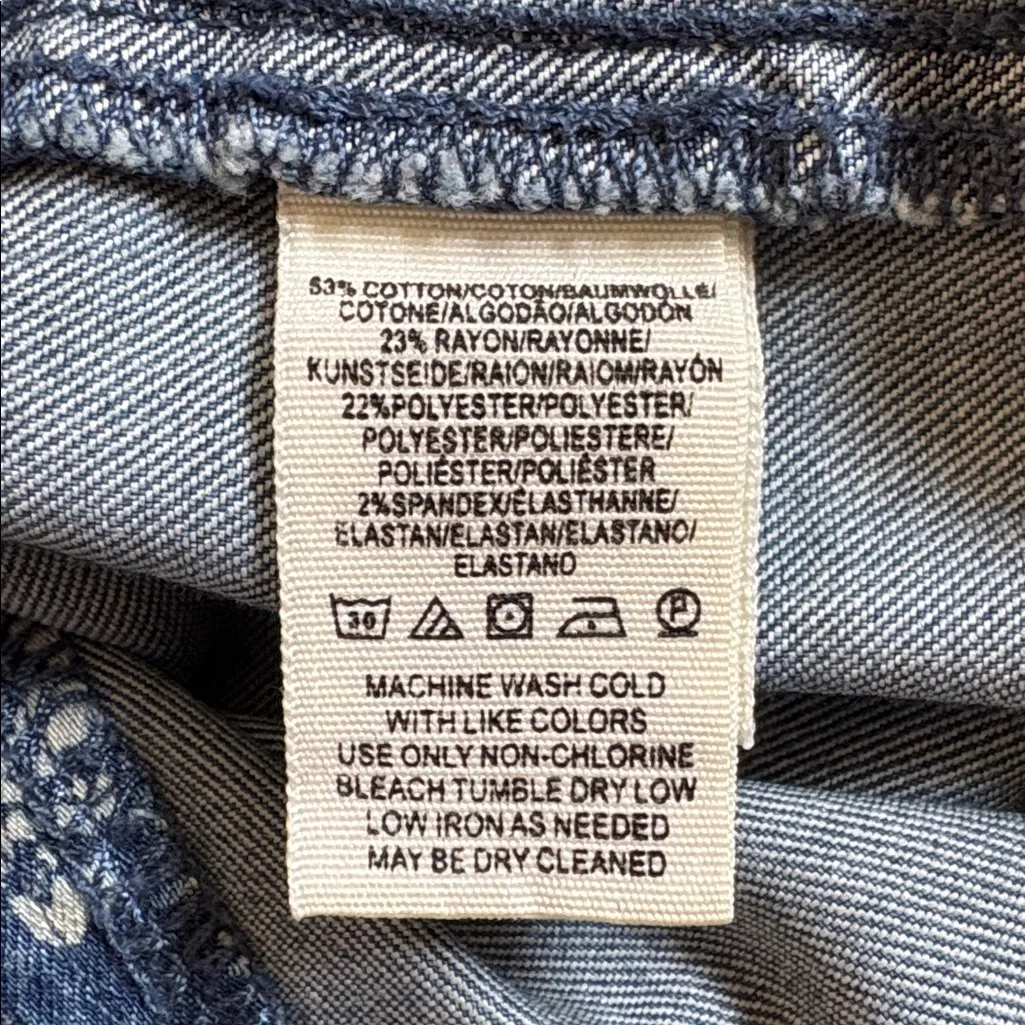 53% COTTON/COTON/BAUMWOLLE/
COTONE/ALGODÃO/ALGODÓN
23% RAYON/RAYONNE/
KUNSTSEIDE/RAION/RAIOM/RAYÓN
22%POLYESTER/POLYESTER/
POLYESTER/POLIESTERE/
POLIÉSTER/POLIÉSTER
2%SPANDEX/ÉLASTHANNE/
ELASTAN/ELASTAN/ELASTANO/
ELASTANO
30 P
MACHINE WASH COLD
WITH LIKE COLORS
USE ONLY NON-CHLORINE
BLEACH TUMBLE DRY LOW
LOW IRON AS NEEDED
MAY BE DRY CLEANED